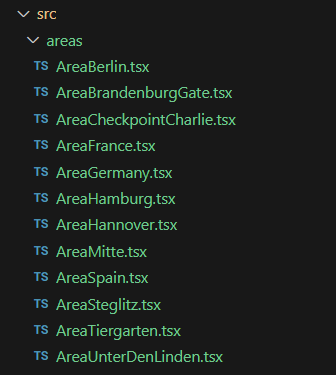 src
areas
TS AreaBerlin.tsx
TS AreaBrandenburgGate.tsx
TS AreaCheckpointCharlie.tsx
TS AreaFrance.tsx
TS AreaGermany.tsx
TS AreaHamburg.tsx
TS AreaHannover.tsx
TS AreaMitte.tsx
TS AreaSpain.tsx
TS AreaSteglitz.tsx
TS AreaTiergarten.tsx
TS AreaUnterDenLinden.tsx